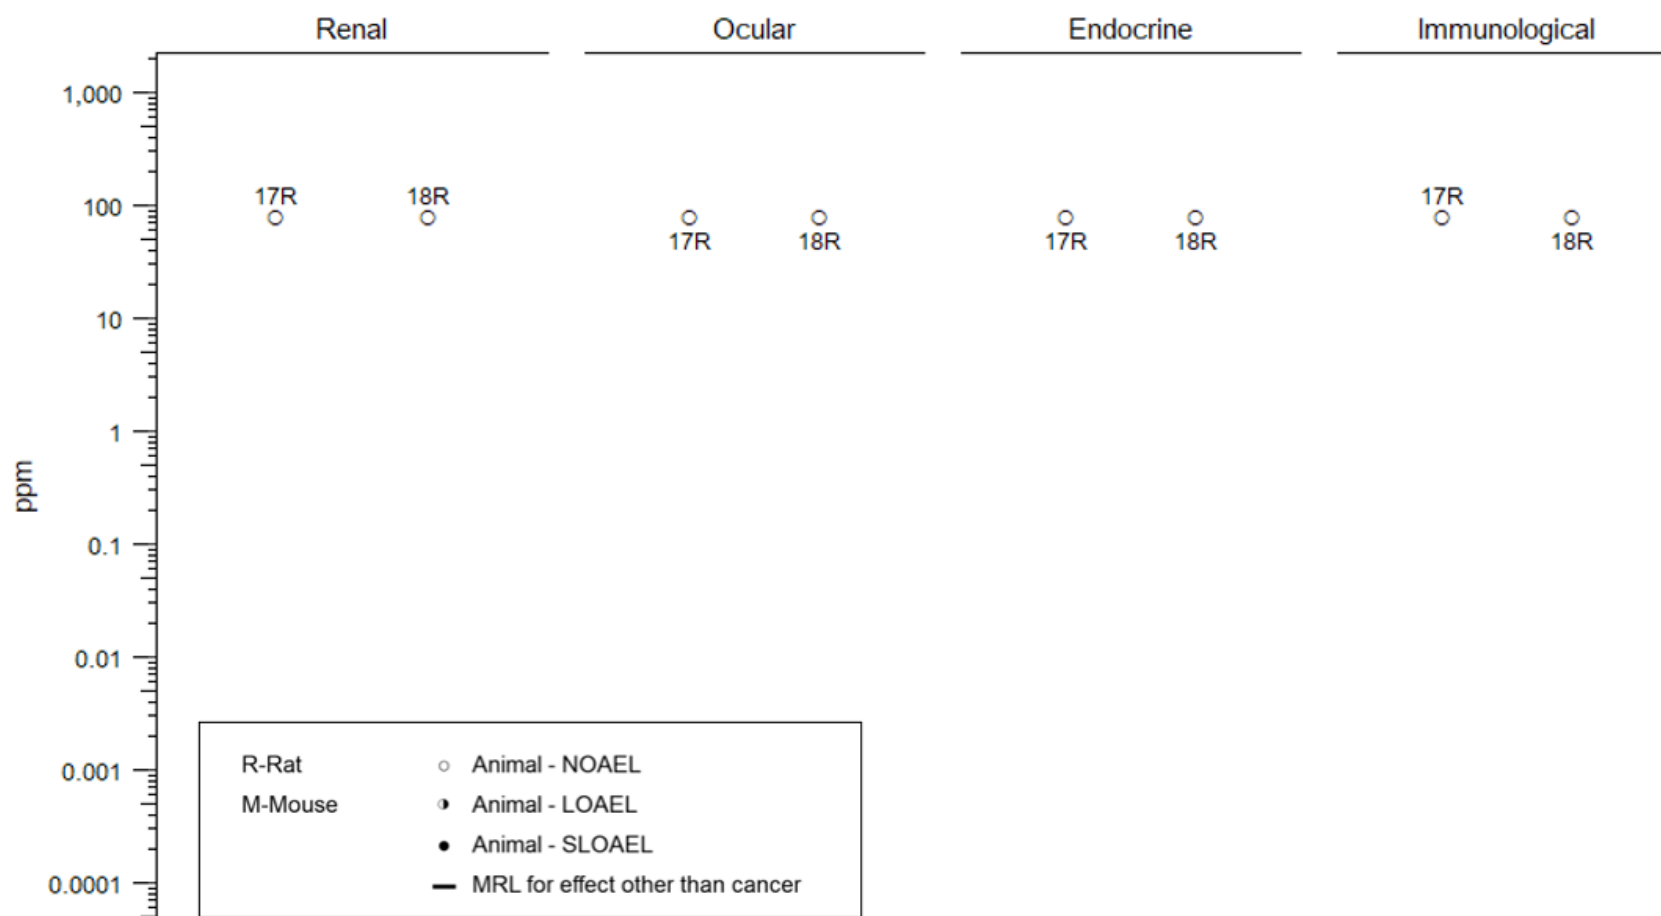 Renal Ocular Endocrine Immunological
1,000
17R 18R 17R
100
17R 18R 17R 18R 18R
10
1
ppm
0.1
0.01
R-Rat Animal - NOAEL
0.001
M-Mouse Animal - LOAEL
Animal - SLOAEL
0.0001 MRL for effect other than cancer